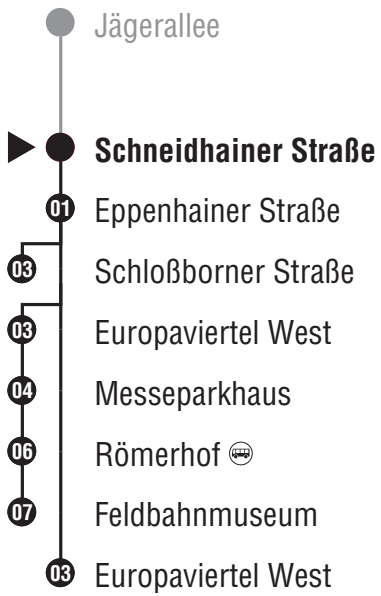 Jägerallee
Schneidhainer Straße
01 Eppenhainer Straße
03 Schloßborner Straße
03 Europaviertel West
04 Messeparkhaus
06 Römerhof
07 Feldbahnmuseum
03 Europaviertel West